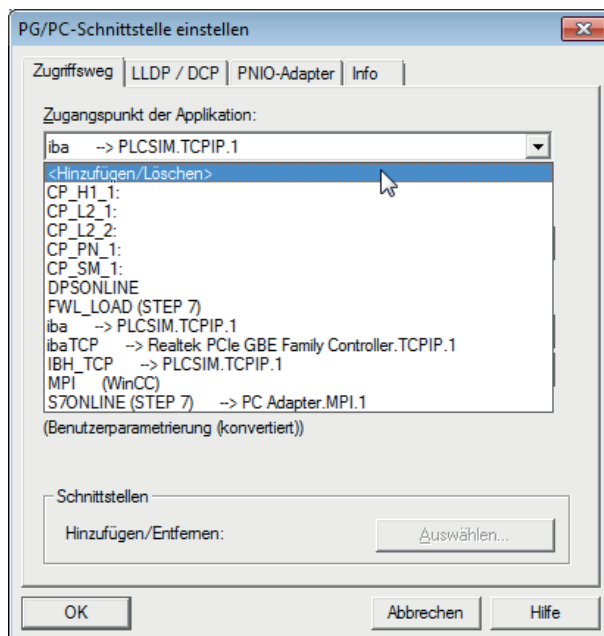 PG/PC-Schnittstelle einstellen
Zugriffsweg LLDP / DCP PNIO-Adapter Info
Zugangspunkt der Applikation:
iba --> PLCSIM.TCPIP.1
<Hinzufügen/Löschen>
CP_H1_1:
CP_L2_1:
CP_L2_2:
CP_PN_1:
CP_SM_1:
DPSONLINE
FWL_LOAD (STEP 7)
iba --> PLCSIM.TCPIP.1
ibaTCP --> Realtek PCIe GBE Family Controller.TCPIP.1
IBH_TCP --> PLCSIM.TCPIP.1
MPI (WinCC)
S7ONLINE (STEP 7) --> PC Adapter.MPI.1
(Benutzerparametrierung (konvertiert))
Schnittstellen
Hinzufügen/Entfernen: Auswählen...
OK Abbrechen Hilfe